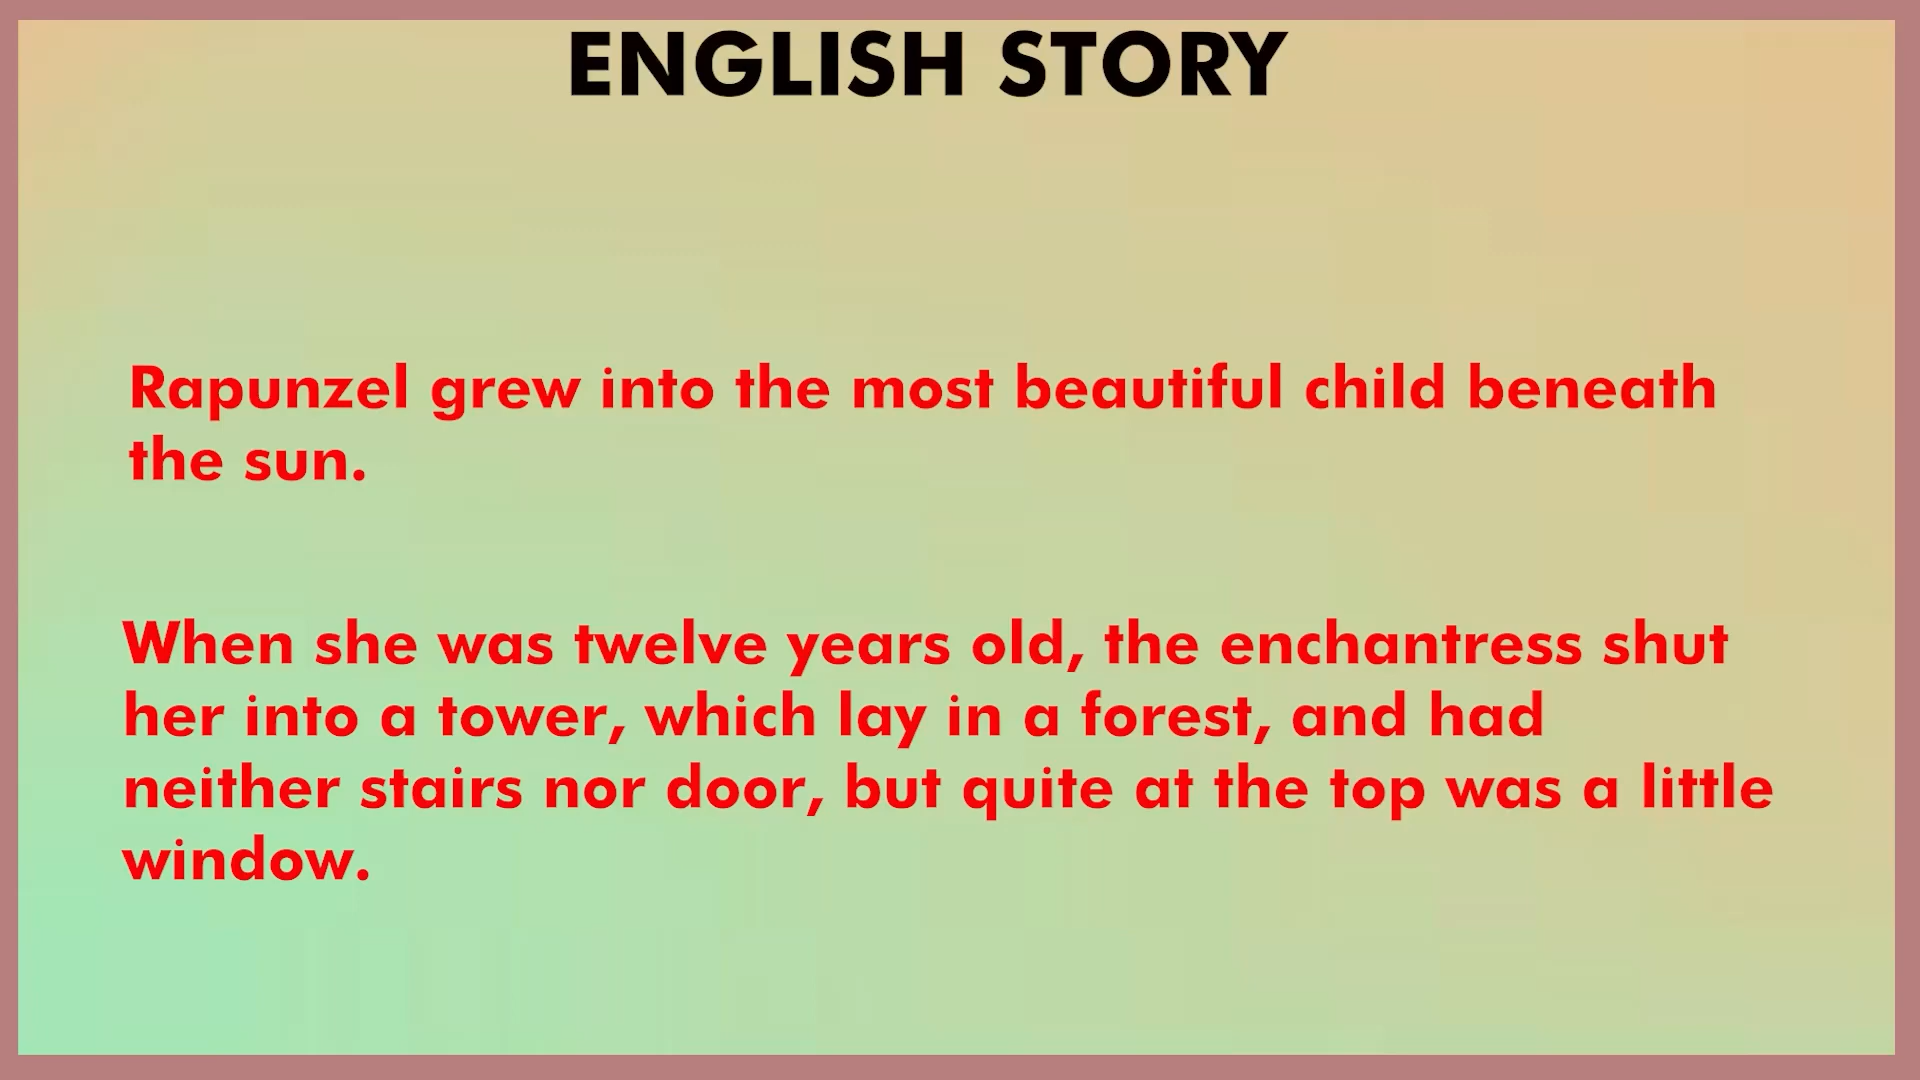 ENGLISH STORY
Rapunzel grew into the most beautiful child beneath
the sun.
When she was twelve years old, the enchantress shut
her into a tower, which lay in a forest, and had
neither stairs nor door, but quite at the top was a little
window.